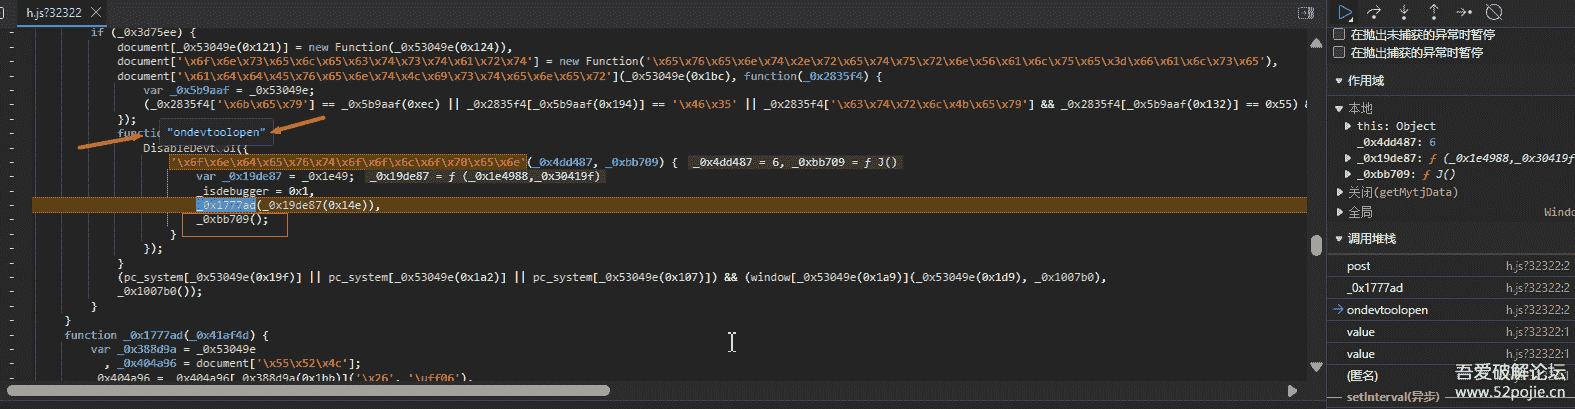 h.js?32322
if (_0x3d75ee) {
document[_0x53049e(0x121)] = new Function(_0x53049e(0x124)),
document['\x6f\x6e\x73\x65\x6c\x65\x63\x74\x73\x74\x61\x72\x74'] = new Function('\x65\x76\x65\x6e\x74\x2e\x72\x65\x74\x75\x72\x6e\x56\x61\x6c\x75\x65\x3d\x66\x61\x6c\x73\x65'),
document['\x61\x64\x64\x45\x76\x65\x6e\x74\x4c\x69\x73\x74\x65\x6e\x65\x72'](_0x53049e(0x1bc), function(_0x2835f4) {
var _0x5b9aaf = _0x53049e;
(_0x2835f4['\x6b\x65\x79'] == _0x5b9aaf(0xec) || _0x2835f4[_0x5b9aaf(0x194)] == '\x46\x35' || _0x2835f4['\x63\x74\x72\x6c\x4b\x65\x79'] && _0x2835f4[_0x5b9aaf(0x132)] == 0x55) &
});
functi
"ondevtoolopen"
DisableDevtool({
'\x6f\x6e\x64\x65\x76\x74\x6f\x6f\x6c\x6f\x70\x65\x6e'(_0x4dd487, _0xbb709) { _0x4dd487 = 6, _0xbb709 = ƒ J()
var _0x19de87 = _0x1e49; _0x19de87 = ƒ (_0x1e4988,_0x30419f)
_isdebugger = 0x1,
_0x1777ad(_0x19de87(0x14e)),
_0xbb709();
}
});
}
(pc_system[_0x53049e(0x19f)] || pc_system[_0x53049e(0x1a2)] || pc_system[_0x53049e(0x107)]) && (window[_0x53049e(0x1a9)](_0x53049e(0x1d9), _0x1007b0),
_0x1007b0());
}
}
function _0x1777ad(_0x41af4d) {
var _0x388d9a = _0x53049e
, _0x404a96 = document['\x55\x52\x4c'];
_0x404a96 = _0x404a96[_0x388d9a(0x1bb)]('\x26', '\uff06'),
在抛出未捕获的异常时暂停
在抛出捕获的异常时暂停
作用域
本地
this: Object
_0x4dd487: 6
_0x19de87: ƒ (_0x1e4988,_0x30419f
_0xbb709: ƒ J()
关闭(getMytjData)
全局 Windo
调用堆栈
post h.js?32322:2
_0x1777ad h.js?32322:2
ondevtoolopen h.js?32322:2
value h.js?32322:1
value h.js?32322:1
(匿名) h.js?32322:1
setInterval(异步)
吾爱破解论坛
www.52pojie.cn